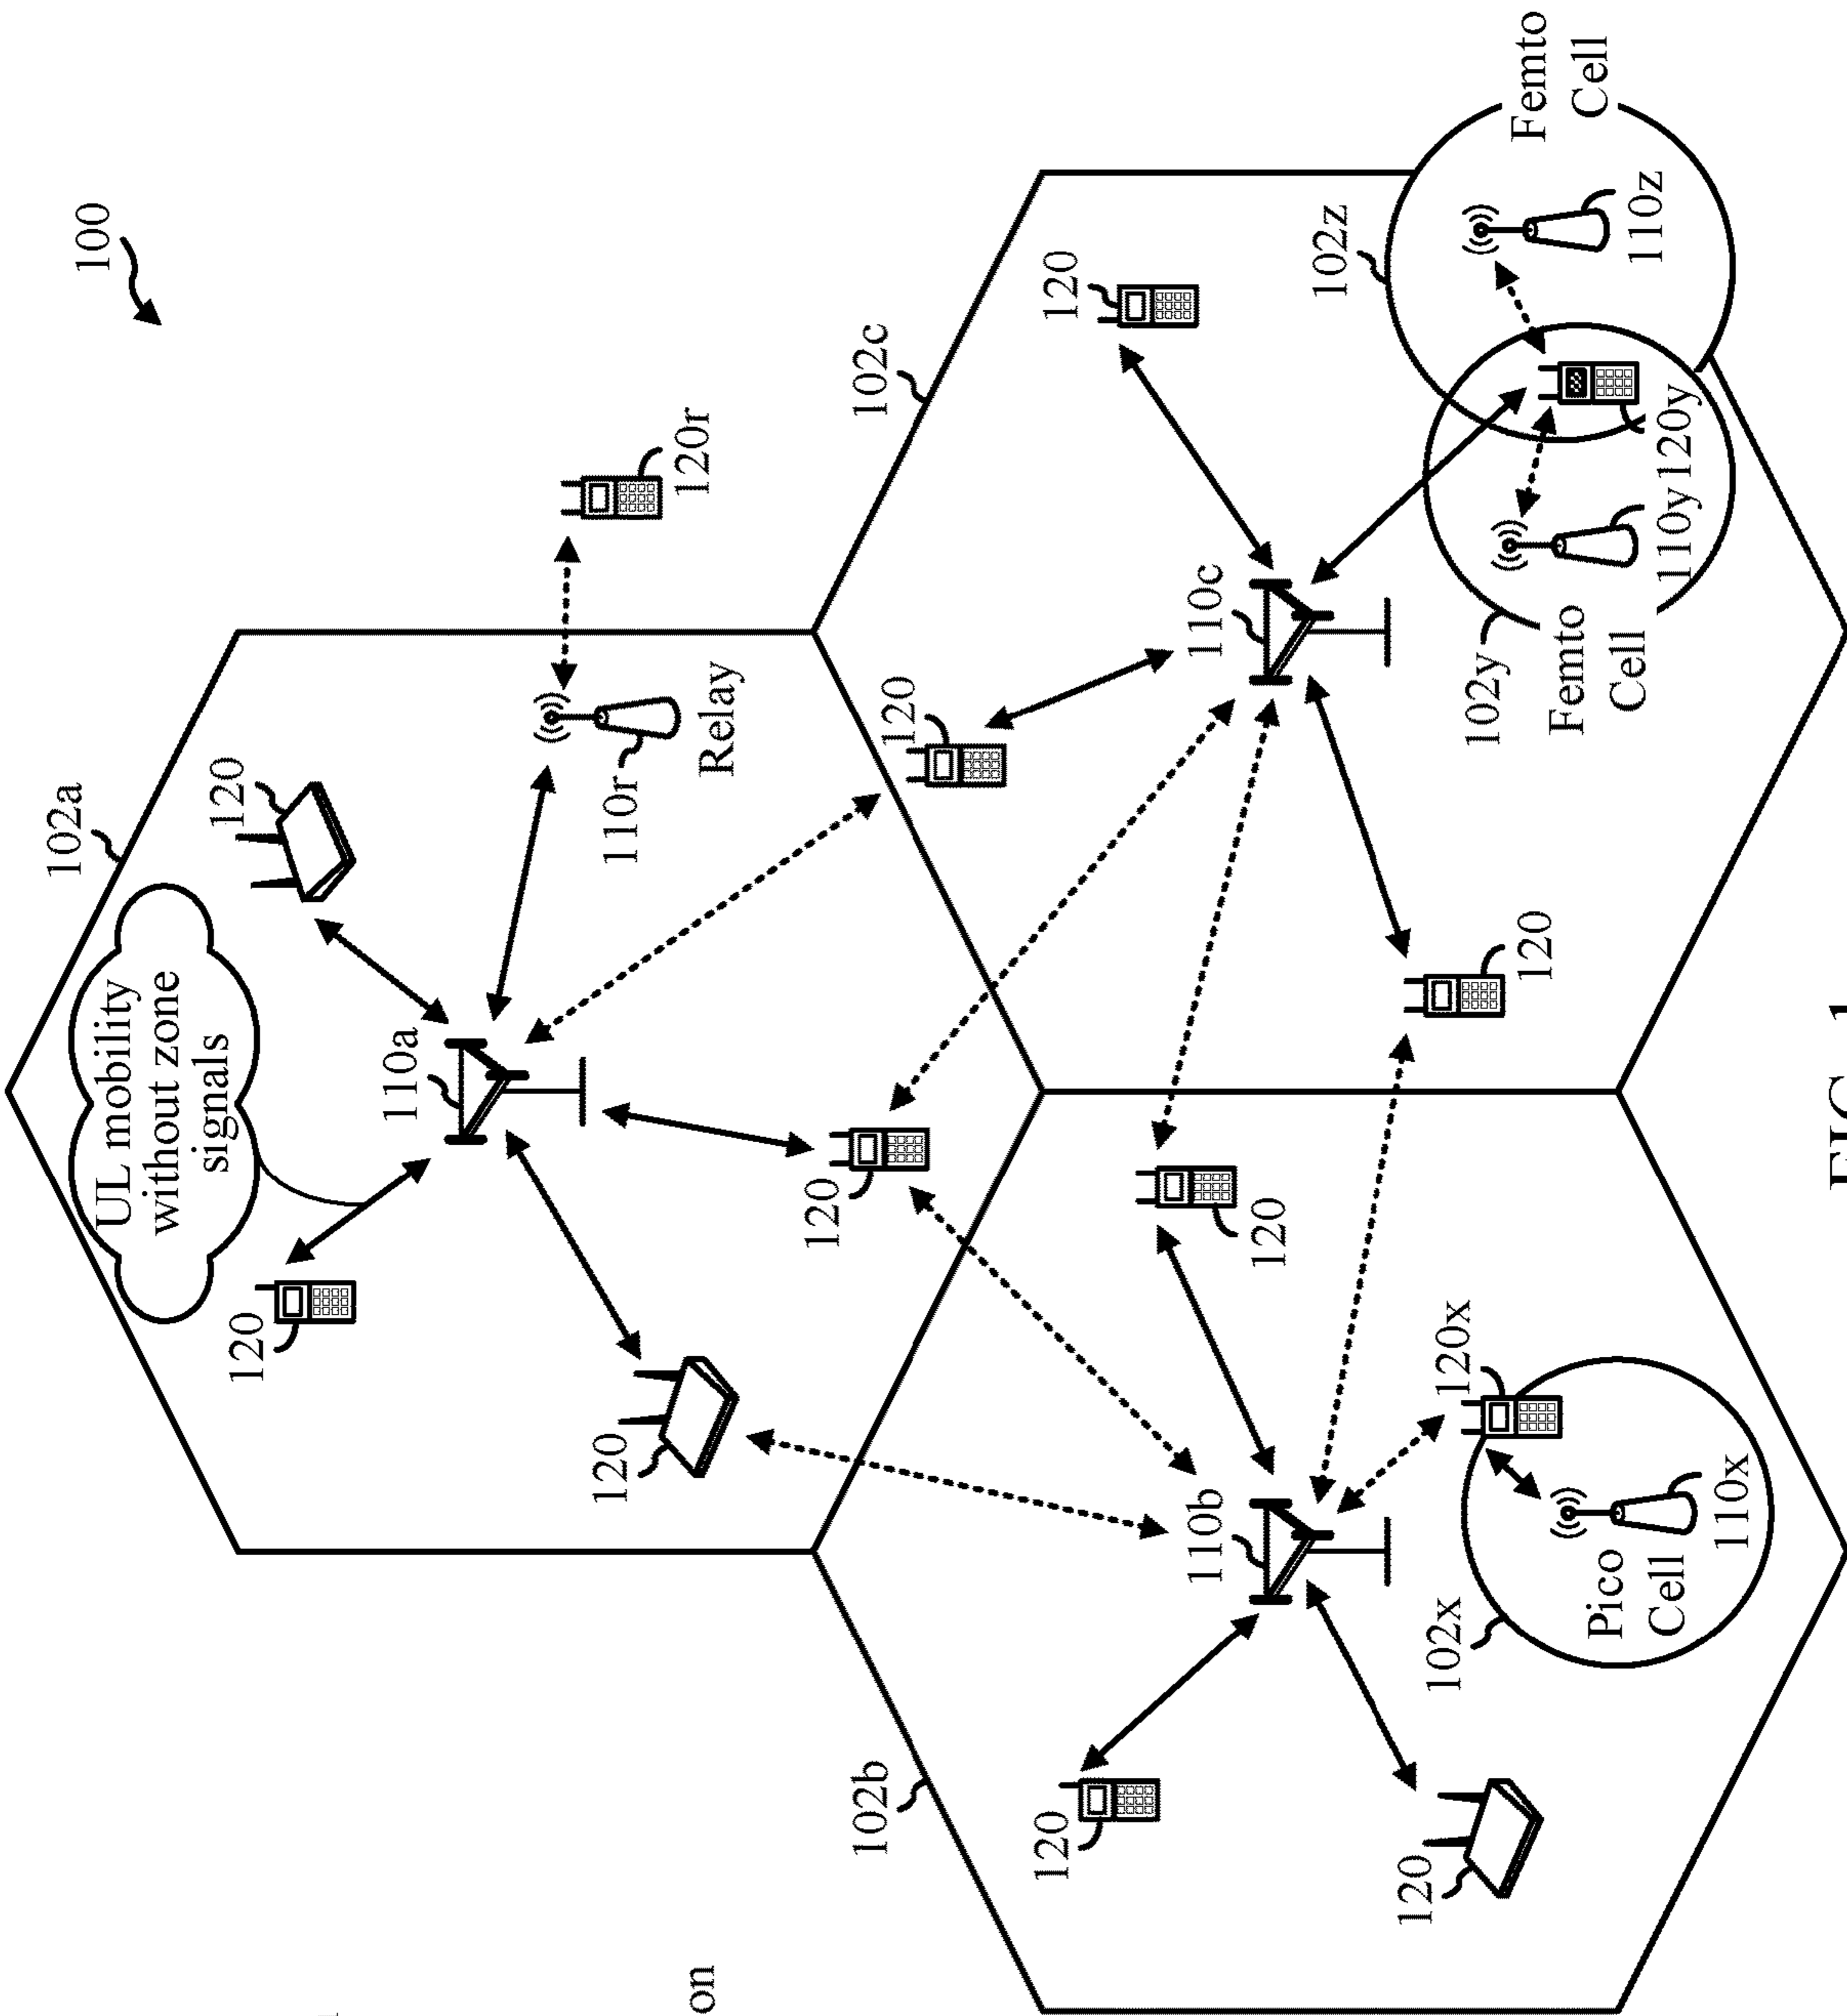 100
102a
UL mobility
without zone
signals
120
120
110a
120r
110r
Relay
120
120
120
102c
120
110c
120
102b
120
110b
120
120x
120
102z
102y
Femto
Cell
110y
120y
110z
Femto
Cell
102x
Pico
Cell
110x
120
on
FIG. 1